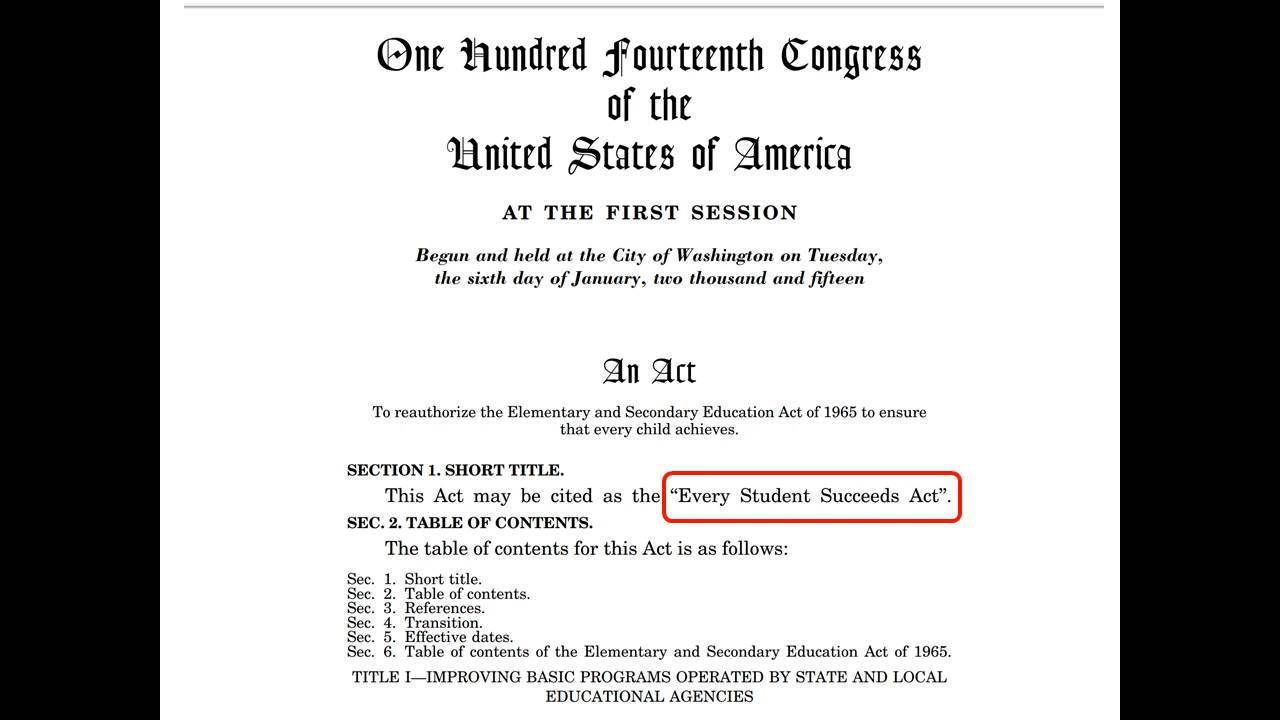 One Hundred Fourteenth Congress
of the
United States of America
AT THE FIRST SESSION
Begun and held at the City of Washington on Tuesday,
the sixth day of January, two thousand and fifteen
An Act
To reauthorize the Elementary and Secondary Education Act of 1965 to ensure
that every child achieves.
SECTION 1. SHORT TITLE.
This Act may be cited as the “Every Student Succeeds Act”.
SEC. 2. TABLE OF CONTENTS.
The table of contents for this Act is as follows:
Sec. 1. Short title.
Sec. 2. Table of contents.
Sec. 3. References.
Sec. 4. Transition.
Sec. 5. Effective dates.
Sec. 6. Table of contents of the Elementary and Secondary Education Act of 1965.
TITLE I—IMPROVING BASIC PROGRAMS OPERATED BY STATE AND LOCAL
EDUCATIONAL AGENCIES